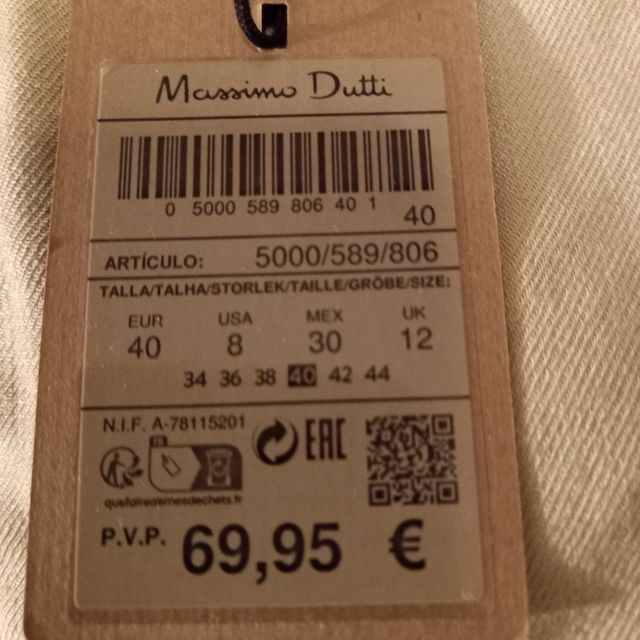 Massimo Dutti
0 5000 589 806 40 1
40
ARTÍCULO: 5000/589/806
TALLA/TALHA/STORLEK/TAILLE/GRÖBE/SIZE:
EUR USA MEX UK
40 8 30 12
34 36 38 40 42 44
N.I.F. A-78115201
FR
EAC
quefairedemesdechets.fr
P.V.P. 69,95 €